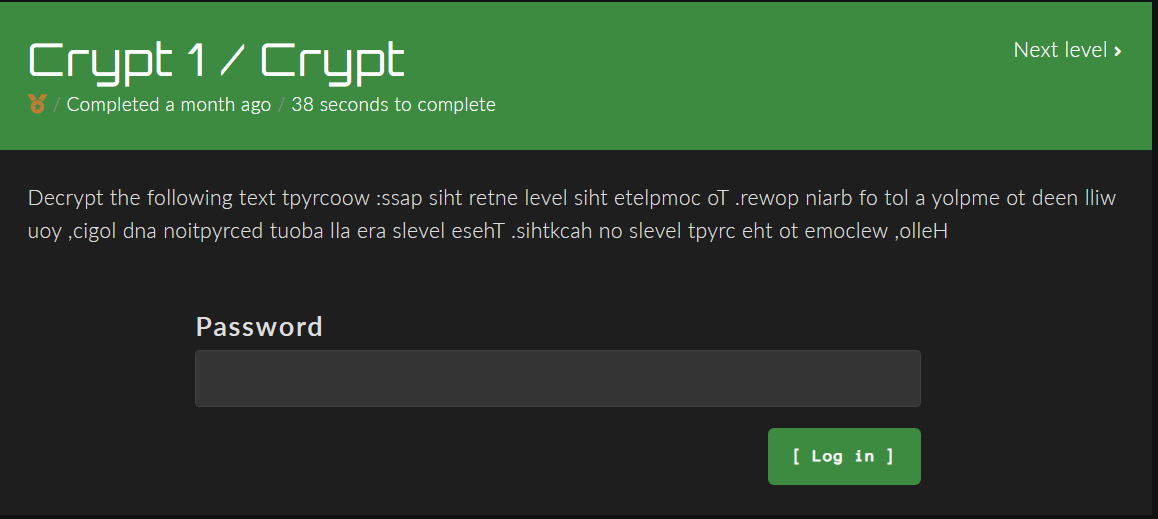 Crypt 1 / Crypt
Next level
/ Completed a month ago / 38 seconds to complete
Decrypt the following text tpyrcoow :ssap siht retne level siht etelpmoc oT .rewop niarb fo tol a yolpme ot deen lliw
uoy ,cigol dna noitpyrced tuoba lla era slevel esehT .sihtkcah no slevel tpyrc eht ot emoclew ,olleH
Password
[ Log in ]